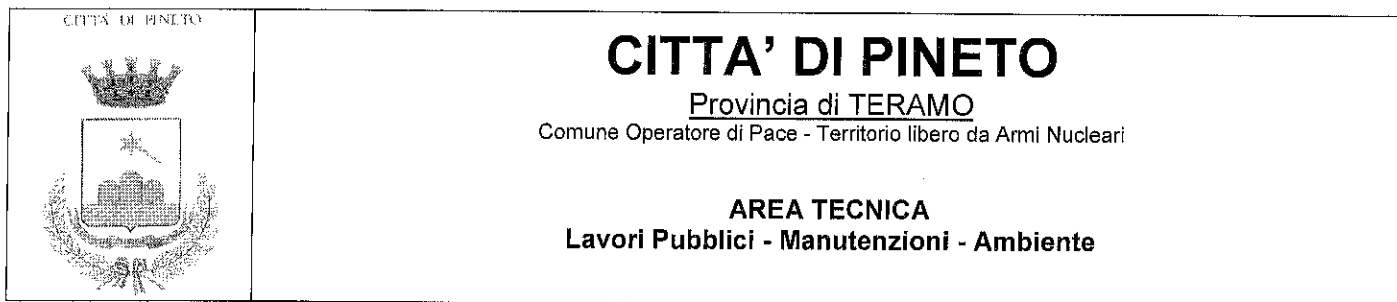 CITTÀ DI PINETO
CITTA' DI PINETO
Provincia di TERAMO
Comune Operatore di Pace - Territorio libero da Armi Nucleari
AREA TECNICA
Lavori Pubblici - Manutenzioni - Ambiente